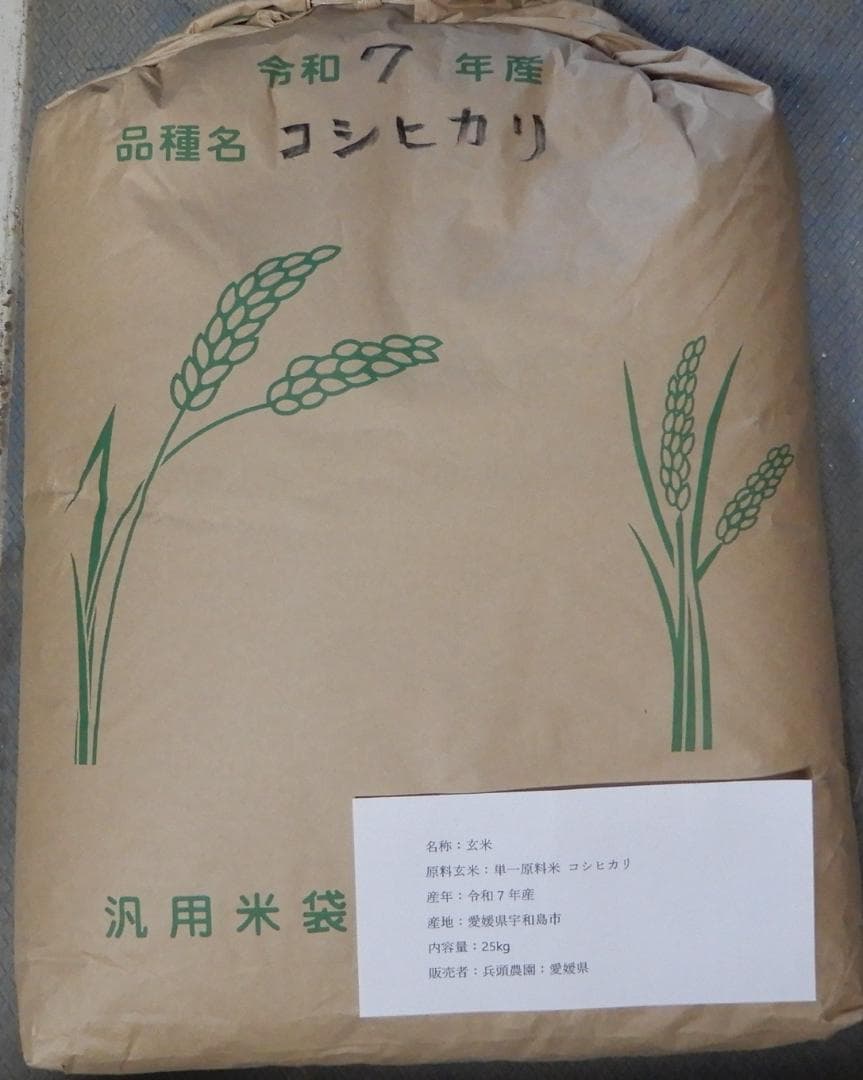 令和 7 年産
品種名 コシヒカリ
汎用米袋
名称：玄米
原料玄米：単一原料米 コシヒカリ
産年：令和７年産
産地：愛媛県宇和島市
内容量：25kg
販売者：兵頭農園：愛媛県